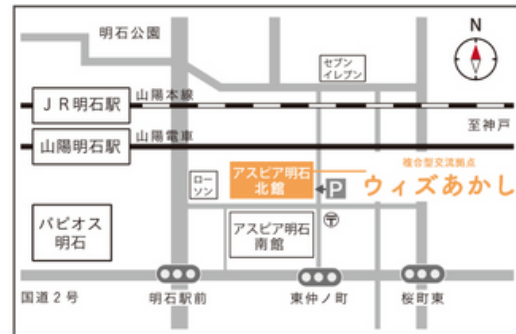 明石公園
N
セブン
イレブン
山陽本線
JR明石駅
至神戸
山陽電車
山陽明石駅
複合型交流拠点
ウィズあかし
アスピア明石
北館
P
ロー
ソン
〒
パピオス
明石
アスピア明石
南館
国道2号
明石駅前
東仲ノ町
桜町東